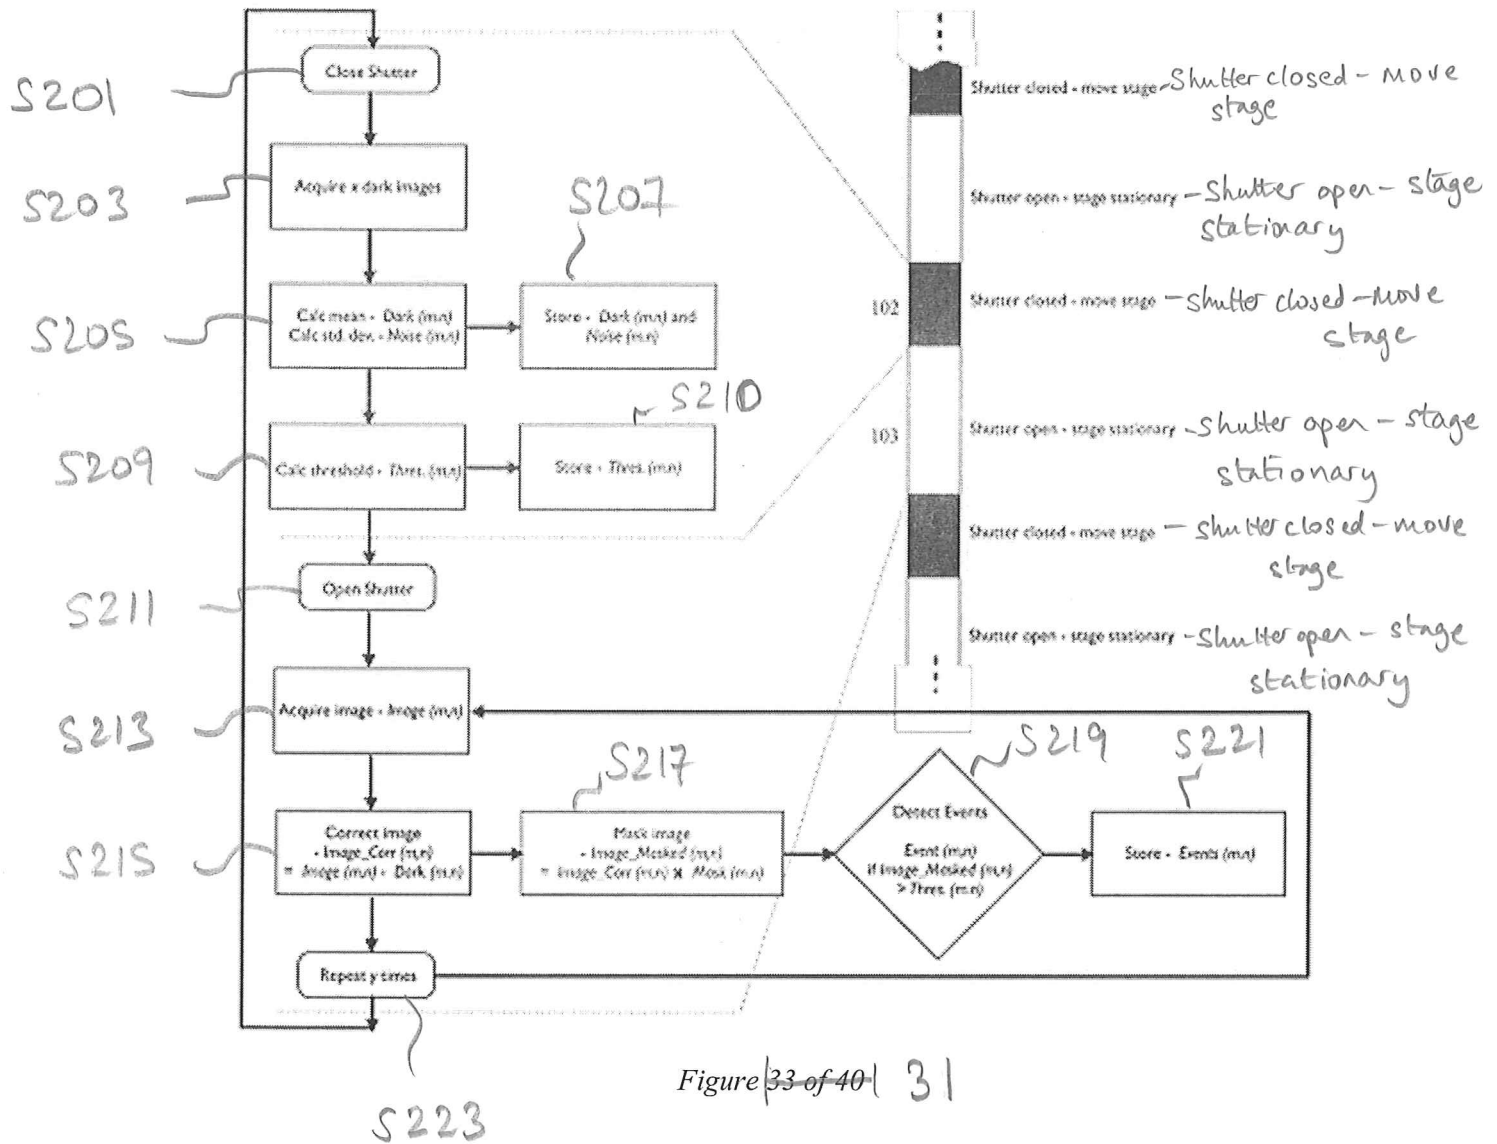 S201
Close Shutter
S203
Acquire x dark images
S207
S205
Calc mean - Dark (m,n)
Calc std. dev. - Noise (m,n)
Store - Dark (m,n) and
Noise (m,n)
S210
S209
Calc threshold - Thres. (m,n)
Store - Thres. (m,n)
S211
Open Shutter
S213
Acquire image - Image (m,n)
S217
S215
Correct image
- Image_Corr (m,n)
= Image (m,n) - Dark (m,n)
Mask image
- Image_Masked (m,n)
= Image_Corr (m,n) x Mask (m,n)
S219
Detect Events
Event (m,n)
if Image_Masked (m,n)
> Thres. (m,n)
S221
Store - Events (m,n)
Repeat y times
S223
Shutter closed - move stage - Shutter closed - move
stage
Shutter open - stage stationary - Shutter open - stage
stationary
102
Shutter closed - move stage - Shutter closed - move
stage
103
Shutter open - stage stationary - Shutter open - stage
stationary
Shutter closed - move stage - Shutter closed - move
stage
Shutter open - stage stationary - Shutter open - stage
stationary
Figure 33 of 40 31